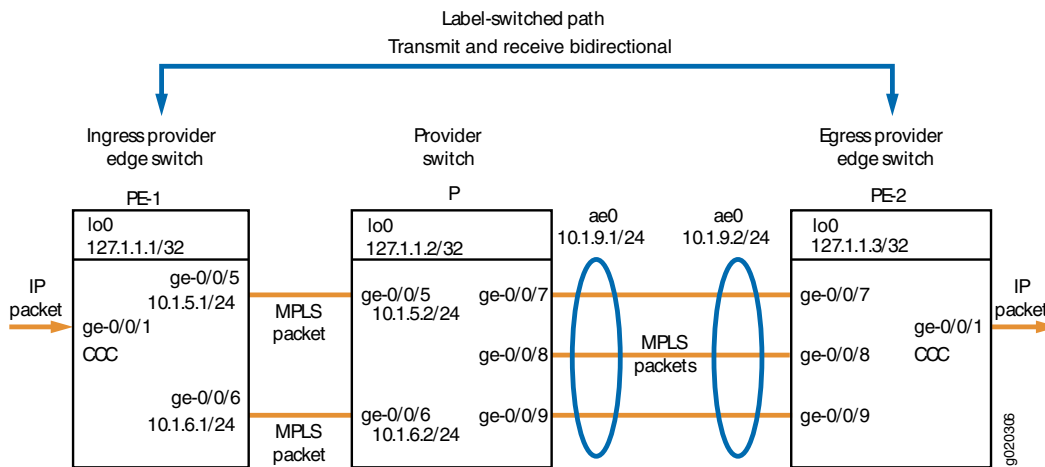 Label-switched path
Transmit and receive bidirectional
Ingress provider
edge switch
Provider
switch
Egress provider
edge switch
PE-1
P
PE-2
lo0
127.1.1.1/32
lo0
127.1.1.2/32
ae0
10.1.9.1/24
ae0
10.1.9.2/24
lo0
127.1.1.3/32
IP
packet
ge-0/0/5
10.1.5.1/24
ge-0/0/1
CCC
ge-0/0/6
10.1.6.1/24
MPLS
packet
MPLS
packet
ge-0/0/5
10.1.5.2/24
ge-0/0/6
10.1.6.2/24
ge-0/0/7
ge-0/0/8
ge-0/0/9
MPLS
packets
ge-0/0/7
ge-0/0/8
ge-0/0/9
ge-0/0/1
CCC
IP
packet
g020306